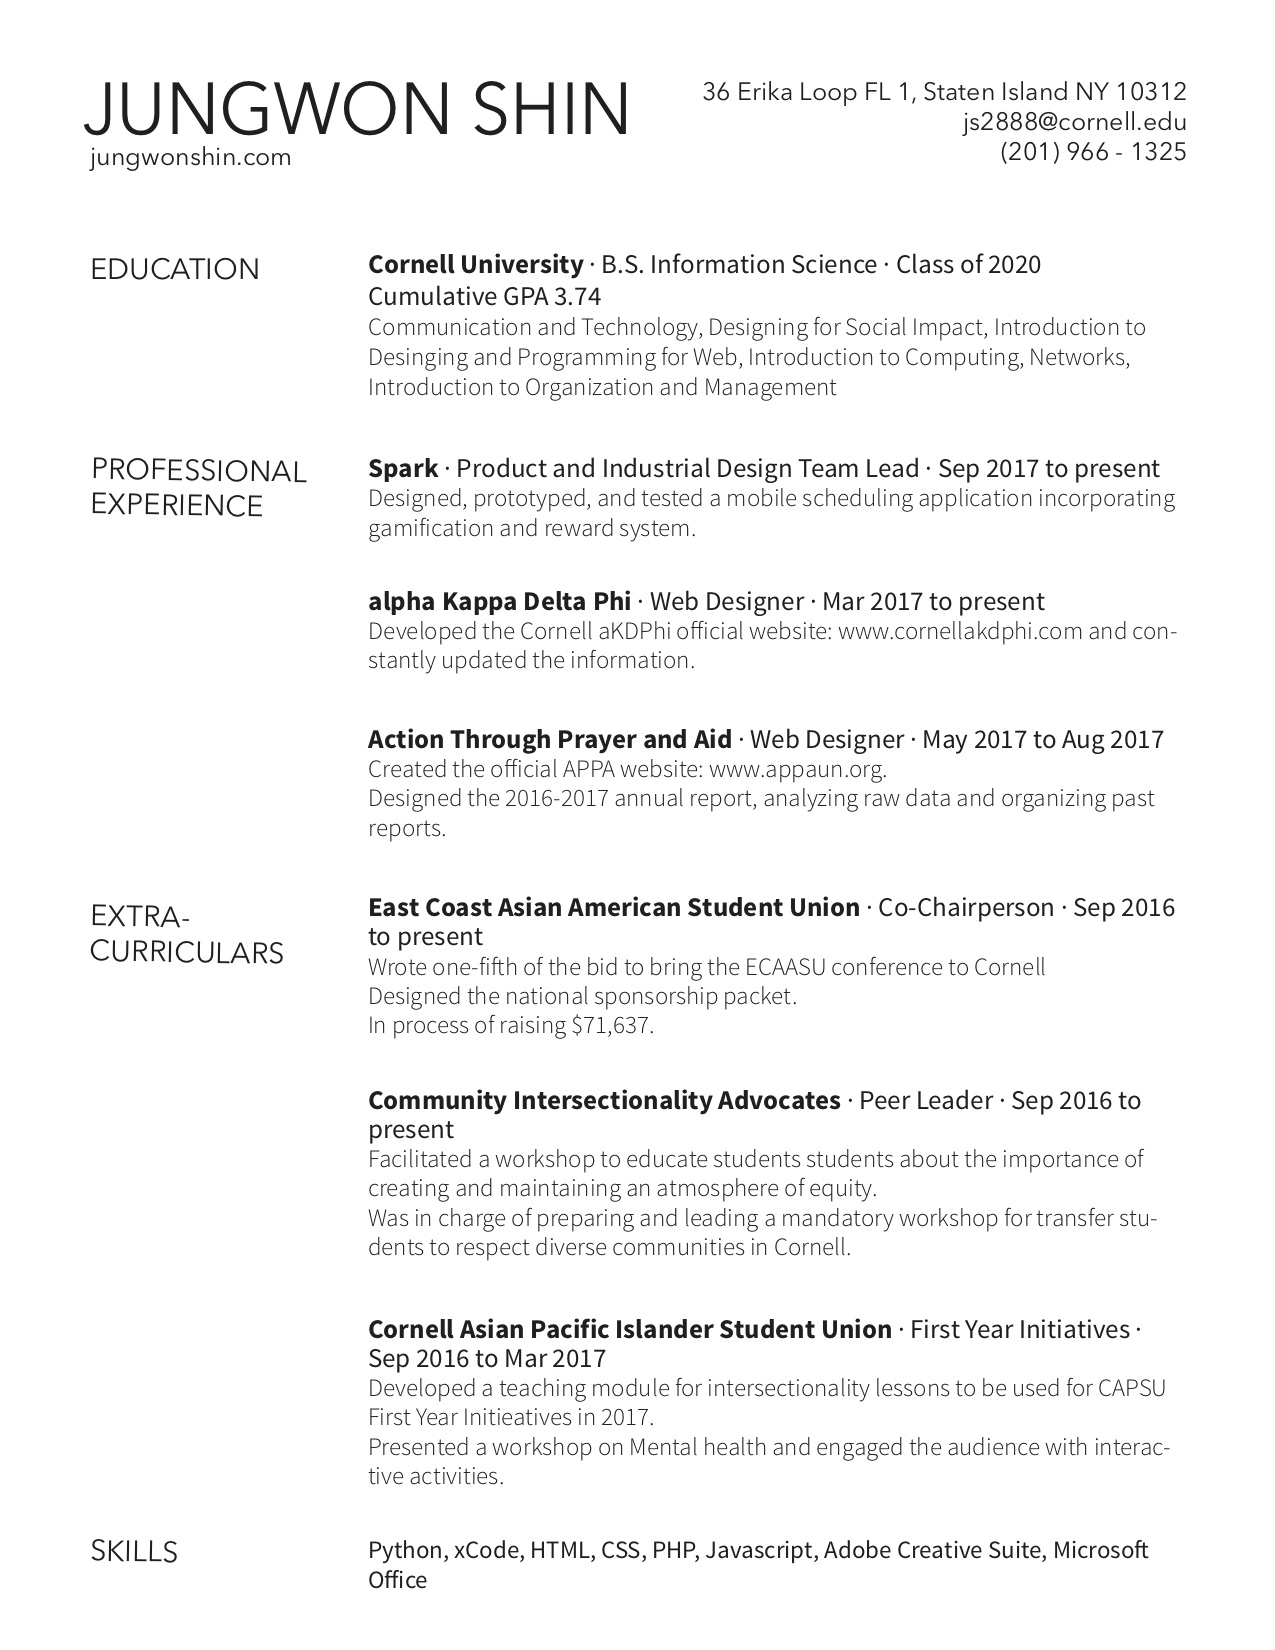 JUNGWON SHIN
jungwonshin.com
36 Erika Loop FL 1, Staten Island NY 10312
js2888@cornell.edu
(201) 966 - 1325
EDUCATION
Cornell University · B.S. Information Science · Class of 2020
Cumulative GPA 3.74
Communication and Technology, Designing for Social Impact, Introduction to
Desinging and Programming for Web, Introduction to Computing, Networks,
Introduction to Organization and Management
PROFESSIONAL
EXPERIENCE
Spark · Product and Industrial Design Team Lead · Sep 2017 to present
Designed, prototyped, and tested a mobile scheduling application incorporating
gamification and reward system.
alpha Kappa Delta Phi · Web Designer · Mar 2017 to present
Developed the Cornell aKDPhi official website: www.cornellakdphi.com and con-
stantly updated the information.
Action Through Prayer and Aid · Web Designer · May 2017 to Aug 2017
Created the official APPA website: www.appaun.org.
Designed the 2016-2017 annual report, analyzing raw data and organizing past
reports.
EXTRA-
CURRICULARS
East Coast Asian American Student Union · Co-Chairperson · Sep 2016
to present
Wrote one-fifth of the bid to bring the ECAASU conference to Cornell
Designed the national sponsorship packet.
In process of raising $71,637.
Community Intersectionality Advocates · Peer Leader · Sep 2016 to
present
Facilitated a workshop to educate students students about the importance of
creating and maintaining an atmosphere of equity.
Was in charge of preparing and leading a mandatory workshop for transfer stu-
dents to respect diverse communities in Cornell.
Cornell Asian Pacific Islander Student Union · First Year Initiatives ·
Sep 2016 to Mar 2017
Developed a teaching module for intersectionality lessons to be used for CAPSU
First Year Initieatives in 2017.
Presented a workshop on Mental health and engaged the audience with interac-
tive activities.
SKILLS
Python, xCode, HTML, CSS, PHP, Javascript, Adobe Creative Suite, Microsoft
Office